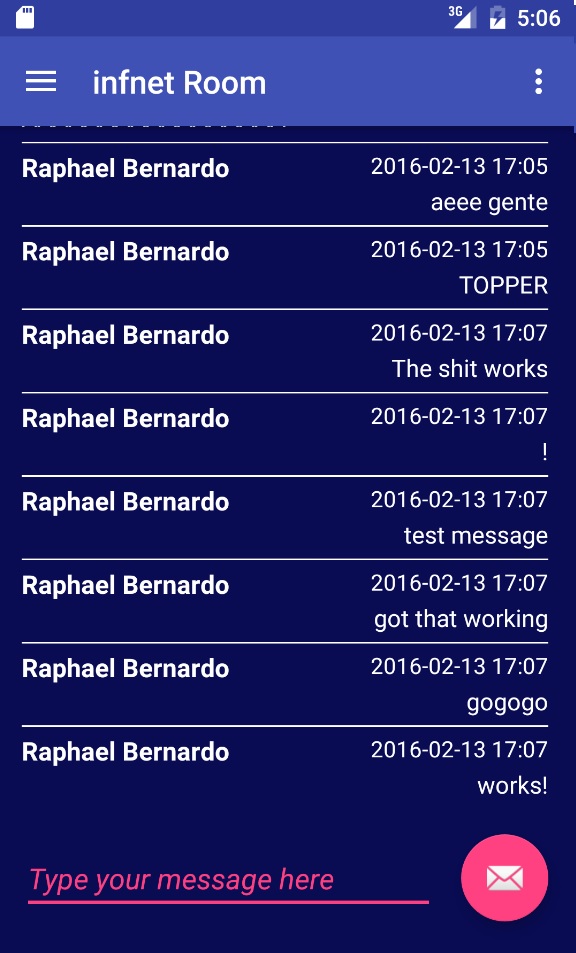 3G 5:06
infnet Room
Raphael Bernardo 2016-02-13 17:05
aeee gente
Raphael Bernardo 2016-02-13 17:05
TOPPER
Raphael Bernardo 2016-02-13 17:07
The shit works
Raphael Bernardo 2016-02-13 17:07
!
Raphael Bernardo 2016-02-13 17:07
test message
Raphael Bernardo 2016-02-13 17:07
got that working
Raphael Bernardo 2016-02-13 17:07
gogogo
Raphael Bernardo 2016-02-13 17:07
works!
Type your message here